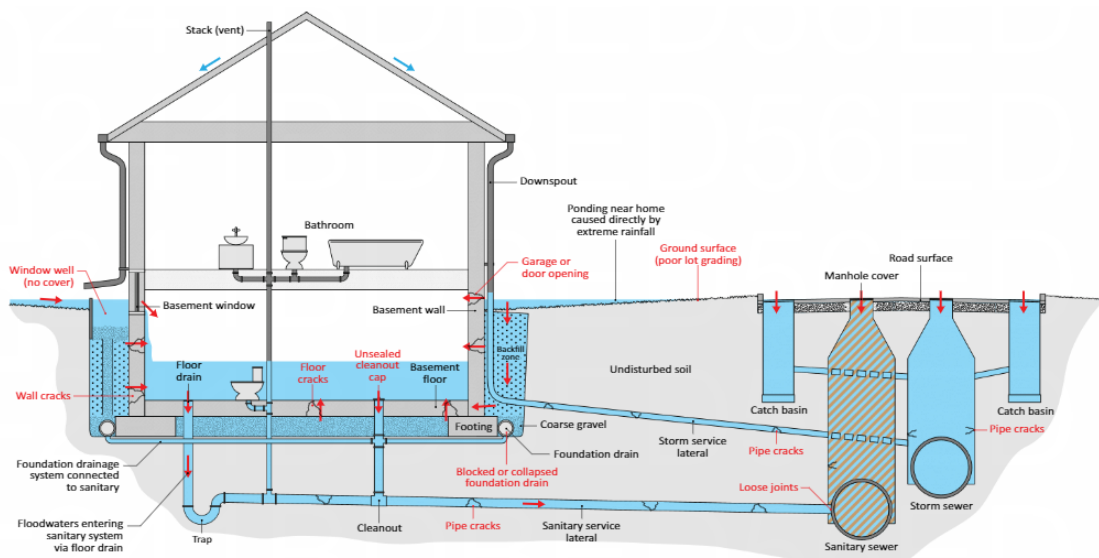 Stack (vent)
Downspout
Bathroom
Ponding near home
caused directly by
extreme rainfall
Window well
(no cover)
Garage or
door opening
Ground surface
(poor lot grading)
Road surface
Manhole cover
Basement window
Basement wall
Backfill
zone
Floor
drain
Floor
cracks
Unsealed
cleanout
cap
Basement
floor
Undisturbed soil
Wall cracks
Catch basin
Catch basin
Footing
Coarse gravel
Storm service
lateral
Pipe cracks
Pipe cracks
Foundation drain
Foundation drainage
system connected
to sanitary
Blocked or collapsed
foundation drain
Loose joints
Storm sewer
Floodwaters entering
sanitary system
via floor drain
Trap
Cleanout
Pipe cracks
Sanitary service
lateral
Sanitary sewer